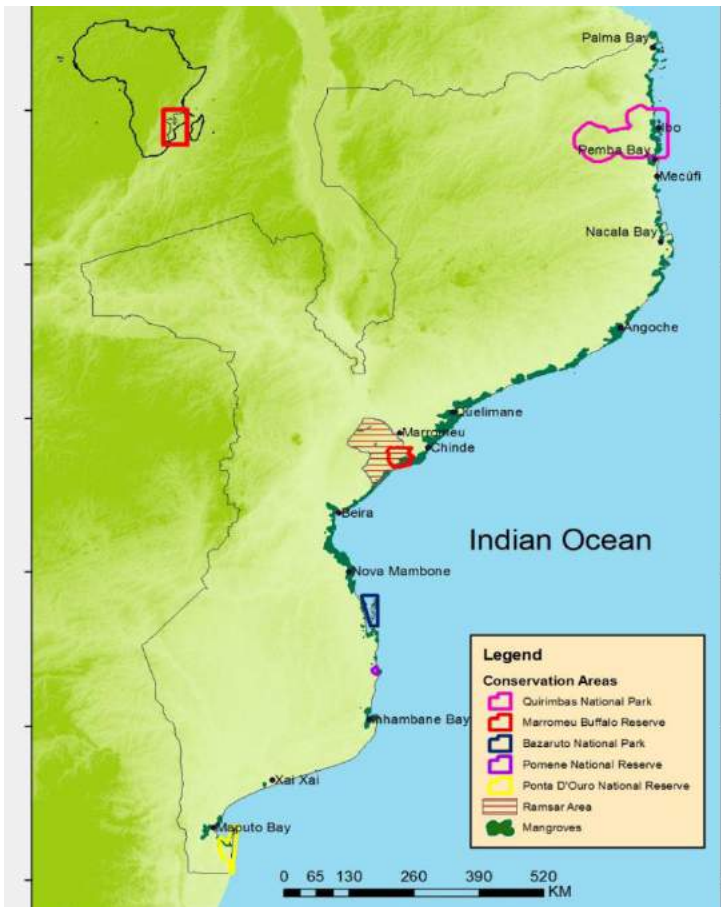 Palma Bay
Ibo
Pemba Bay
Mecúfi
Nacala Bay
Angoche
Quelimane
Marromeu
Chinde
Beira
Indian Ocean
Nova Mambone
Inhambane Bay
Xai Xai
Maputo Bay
Legend
Conservation Areas
Quirimbas National Park
Marromeu Buffalo Reserve
Bazaruto National Park
Pomene National Reserve
Ponta D'Ouro National Reserve
Ramsar Area
Mangroves
0 65 130 260 390 520
KM